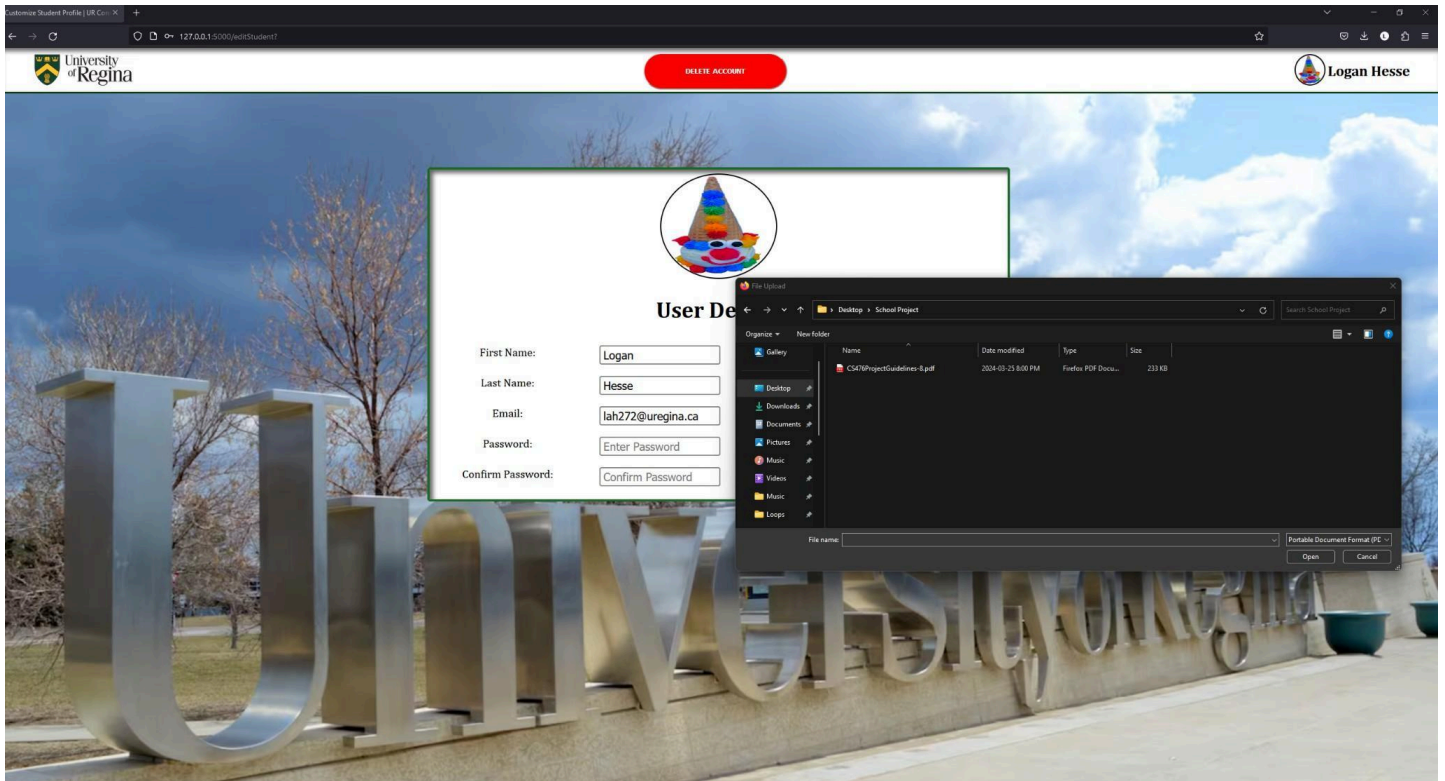 Customize Student Profile | UR Con
127.0.0.1:5000/editStudent?
University
of Regina
DELETE ACCOUNT
Logan Hesse
User De
First Name:
Logan
Last Name:
Hesse
Email:
lah272@uregina.ca
Password:
Enter Password
Confirm Password:
Confirm Password
File Upload
Desktop › School Project
Search School Project
Organize
New folder
Name
Date modified
Type
Size
CS476ProjectGuidelines-8.pdf
2024-03-25 8:00 PM
Firefox PDF Docu...
233 KB
Gallery
Desktop
Downloads
Documents
Pictures
Music
Videos
Music
Loops
File name:
Portable Document Format (PD
Open
Cancel
University of Regina